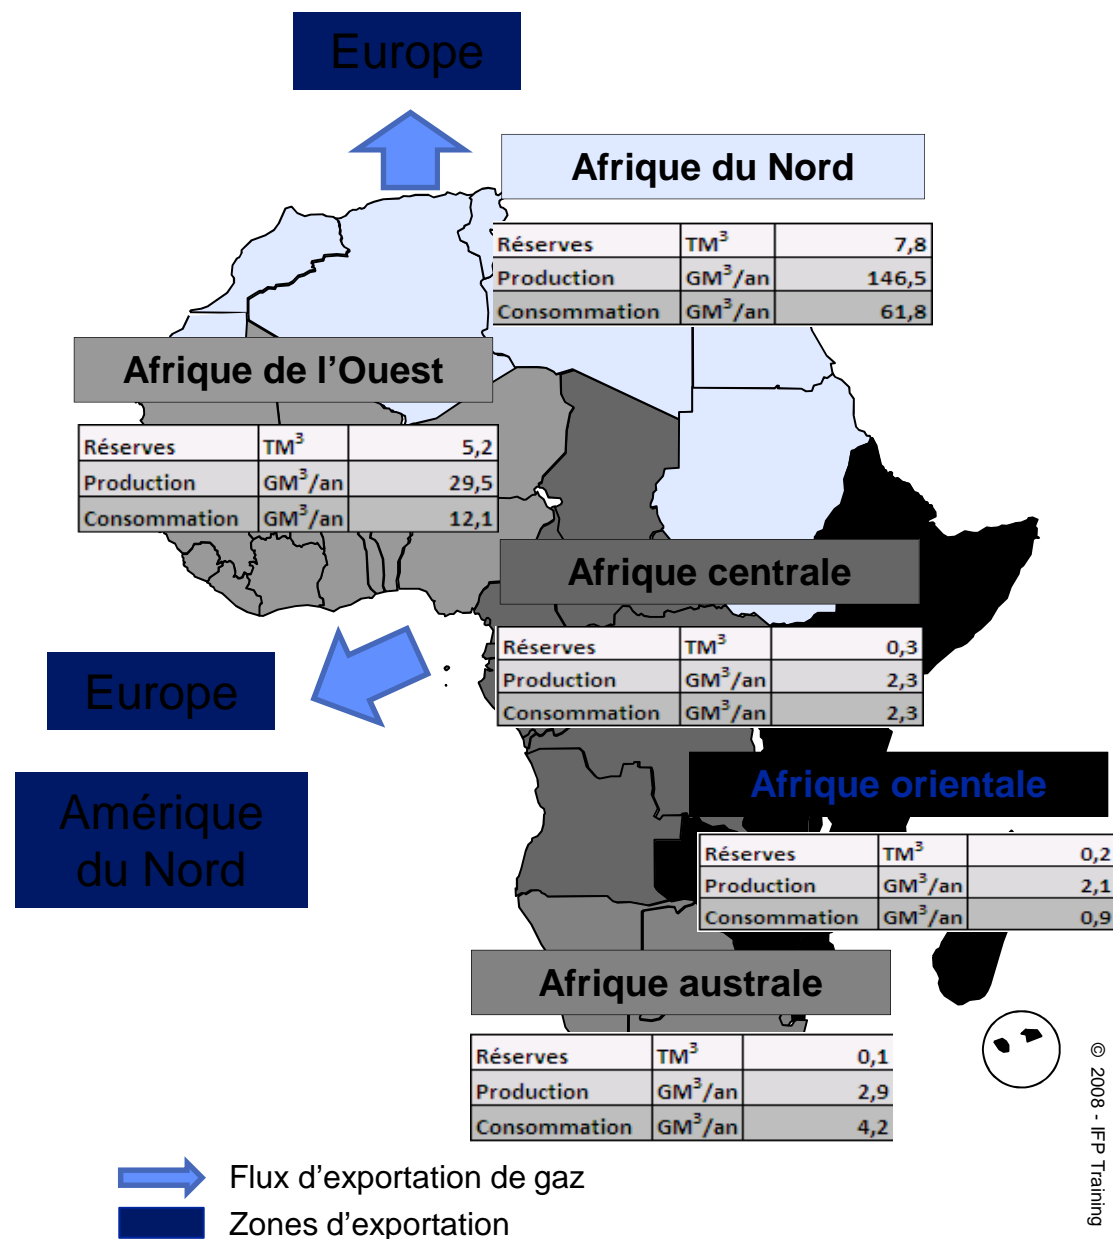 Europe
Afrique du Nord
Réserves TM³ 7,8
Production GM³/an 146,5
Consommation GM³/an 61,8
Afrique de l’Ouest
Réserves TM³ 5,2
Production GM³/an 29,5
Consommation GM³/an 12,1
Afrique centrale
Réserves TM³ 0,3
Production GM³/an 2,3
Consommation GM³/an 2,3
Europe
Amérique
du Nord
Afrique orientale
Réserves TM³ 0,2
Production GM³/an 2,1
Consommation GM³/an 0,9
Afrique australe
Réserves TM³ 0,1
Production GM³/an 2,9
Consommation GM³/an 4,2
Flux d’exportation de gaz
Zones d’exportation
© 2008 - IFP Training